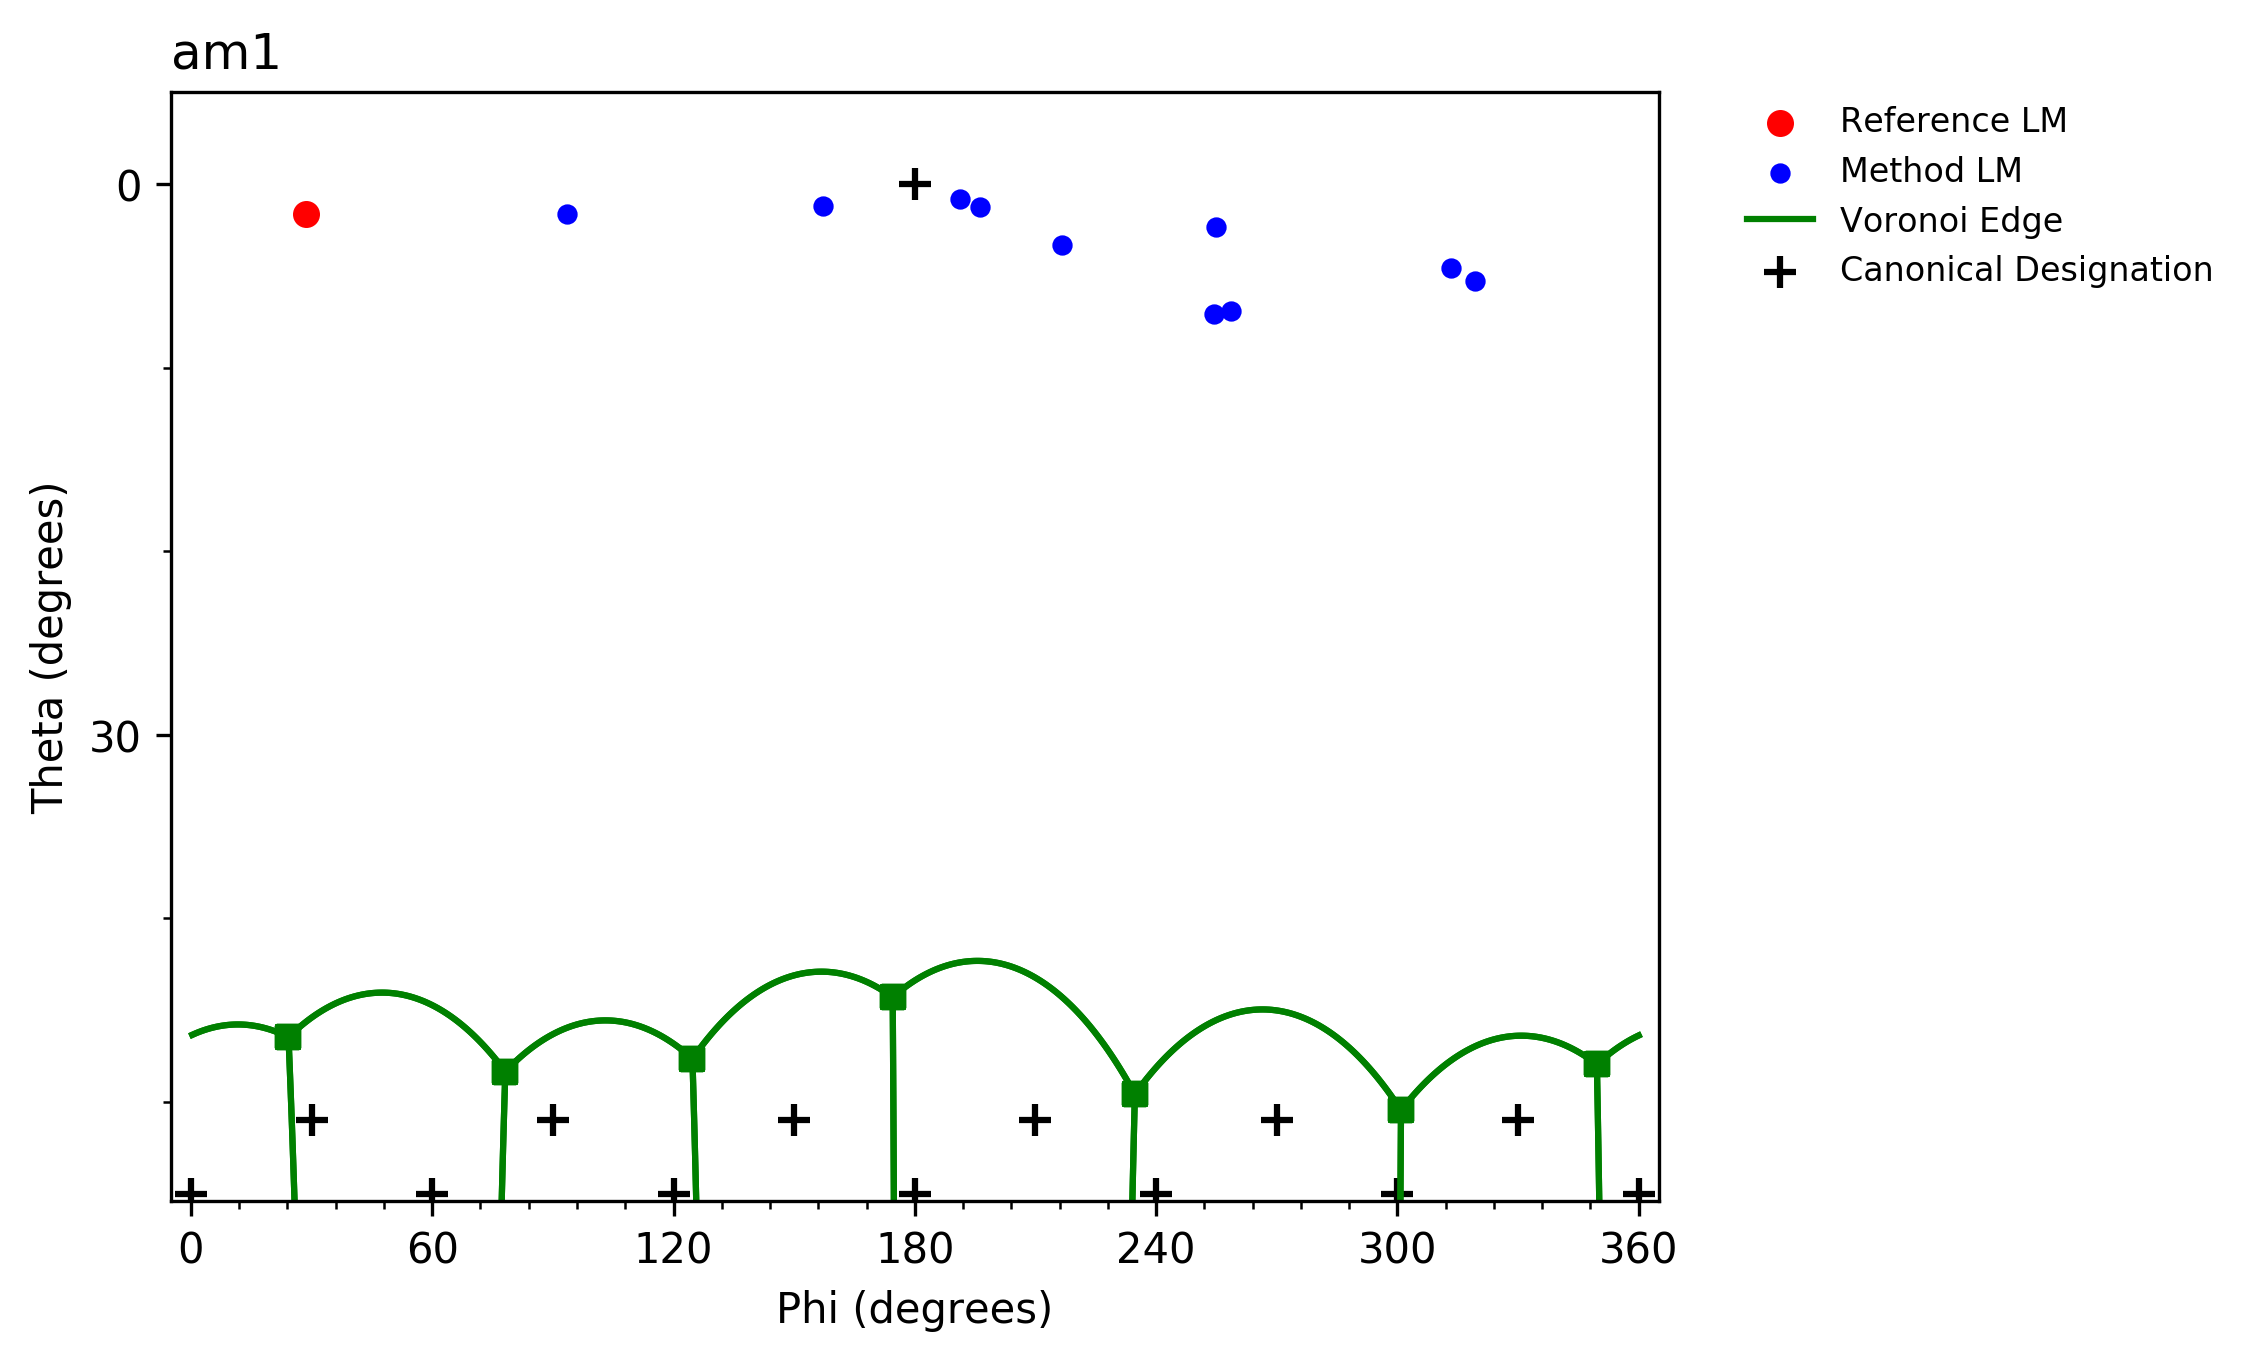 am1
Reference LM
Method LM
Voronoi Edge
Canonical Designation
0
30
Theta (degrees)
0 60 120 180 240 300 360
Phi (degrees)